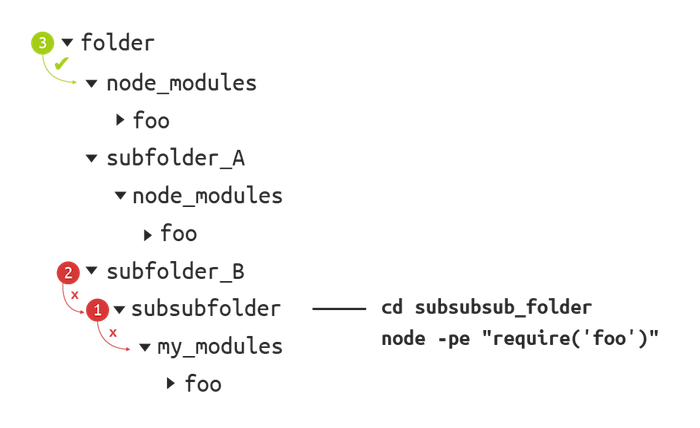 3 folder
✔
node_modules
foo
subfolder_A
node_modules
foo
2 subfolder_B
x
1 subsubfolder cd subsubsub_folder
x
my_modules node -pe "require('foo')"
foo